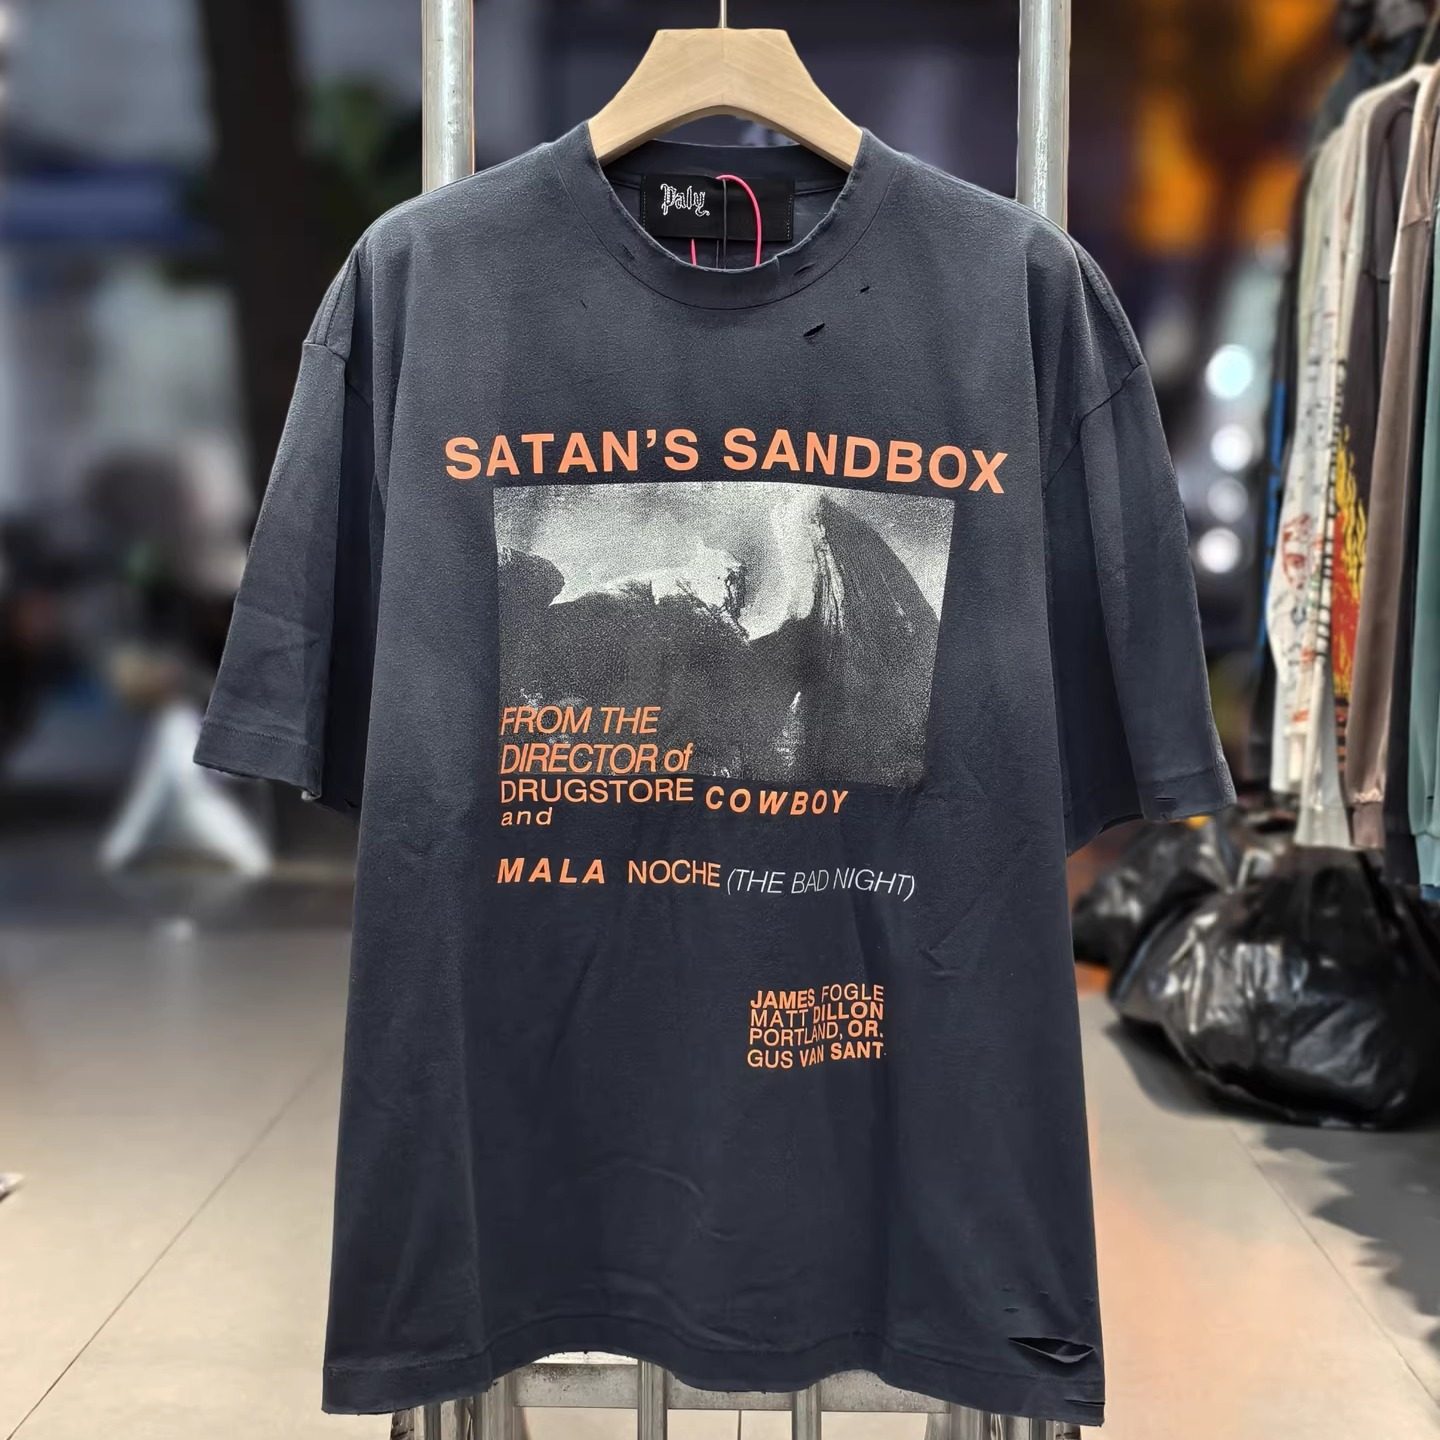 Paly
SATAN'S SANDBOX
FROM THE
DIRECTOR of
DRUGSTORE COWBOY
and
MALA NOCHE (THE BAD NIGHT)
JAMES FOGLE
MATT DILLON
PORTLAND, OR.
GUS VAN SANT